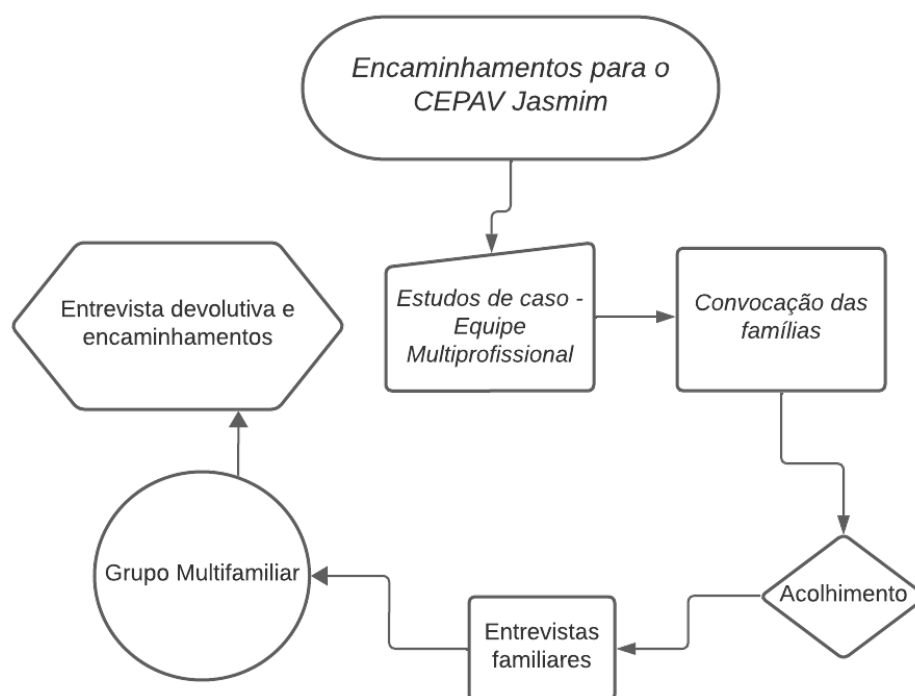 Encaminhamentos para o
CEPAV Jasmim
Estudos de caso -
Equipe
Multiprofissional
Convocação das
famílias
Acolhimento
Entrevistas
familiares
Grupo Multifamiliar
Entrevista devolutiva e
encaminhamentos